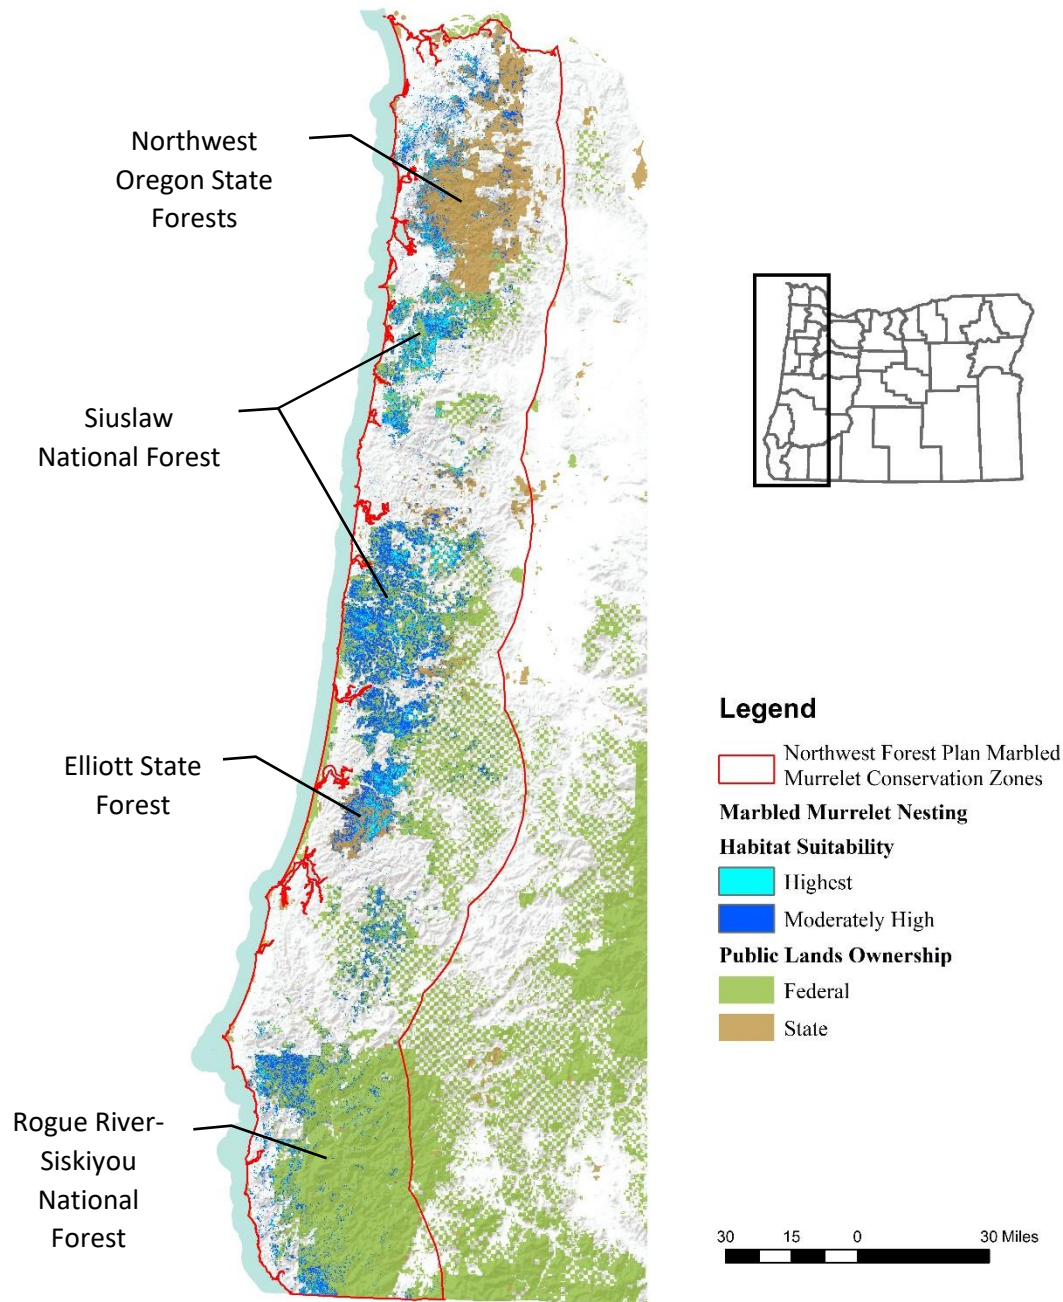 Northwest
Oregon State
Forests
Siuslaw
National Forest
Elliott State
Forest
Rogue River-
Siskiyou
National
Forest
Legend
Northwest Forest Plan Marbled
Murrelet Conservation Zones
Marbled Murrelet Nesting
Habitat Suitability
Highest
Moderately High
Public Lands Ownership
Federal
State
30 15 0 30 Miles